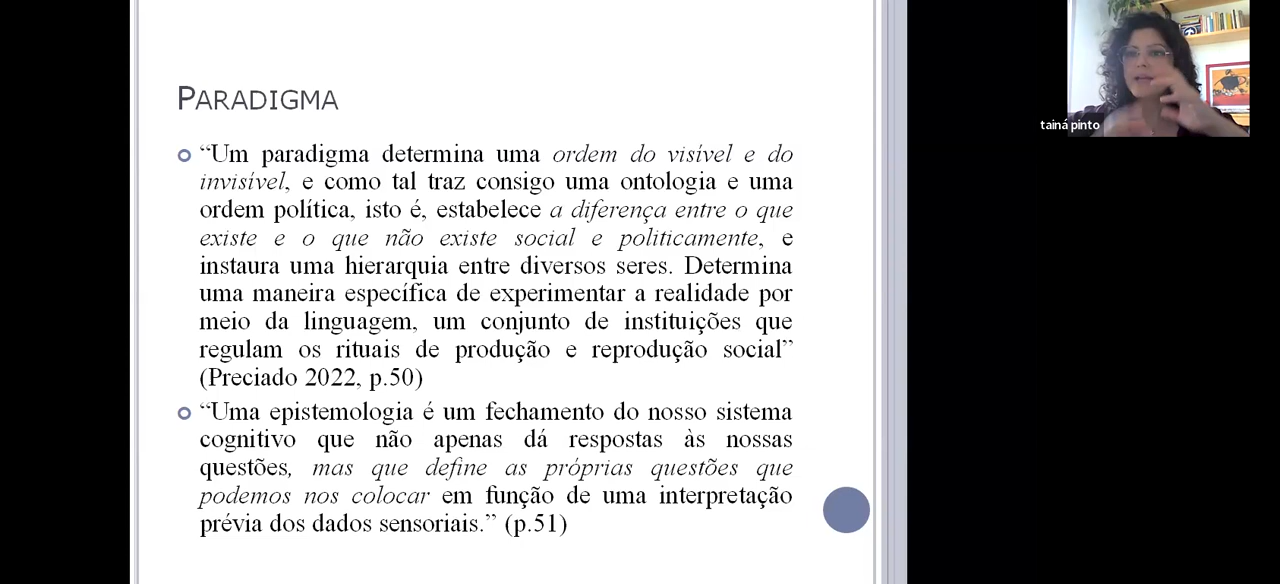 PARADIGMA
“Um paradigma determina uma ordem do visível e do
invisível, e como tal traz consigo uma ontologia e uma
ordem política, isto é, estabelece a diferença entre o que
existe e o que não existe social e politicamente, e
instaura uma hierarquia entre diversos seres. Determina
uma maneira específica de experimentar a realidade por
meio da linguagem, um conjunto de instituições que
regulam os rituais de produção e reprodução social”
(Preciado 2022, p.50)
“Uma epistemologia é um fechamento do nosso sistema
cognitivo que não apenas dá respostas às nossas
questões, mas que define as próprias questões que
podemos nos colocar em função de uma interpretação
prévia dos dados sensoriais.” (p.51)
tainá pinto